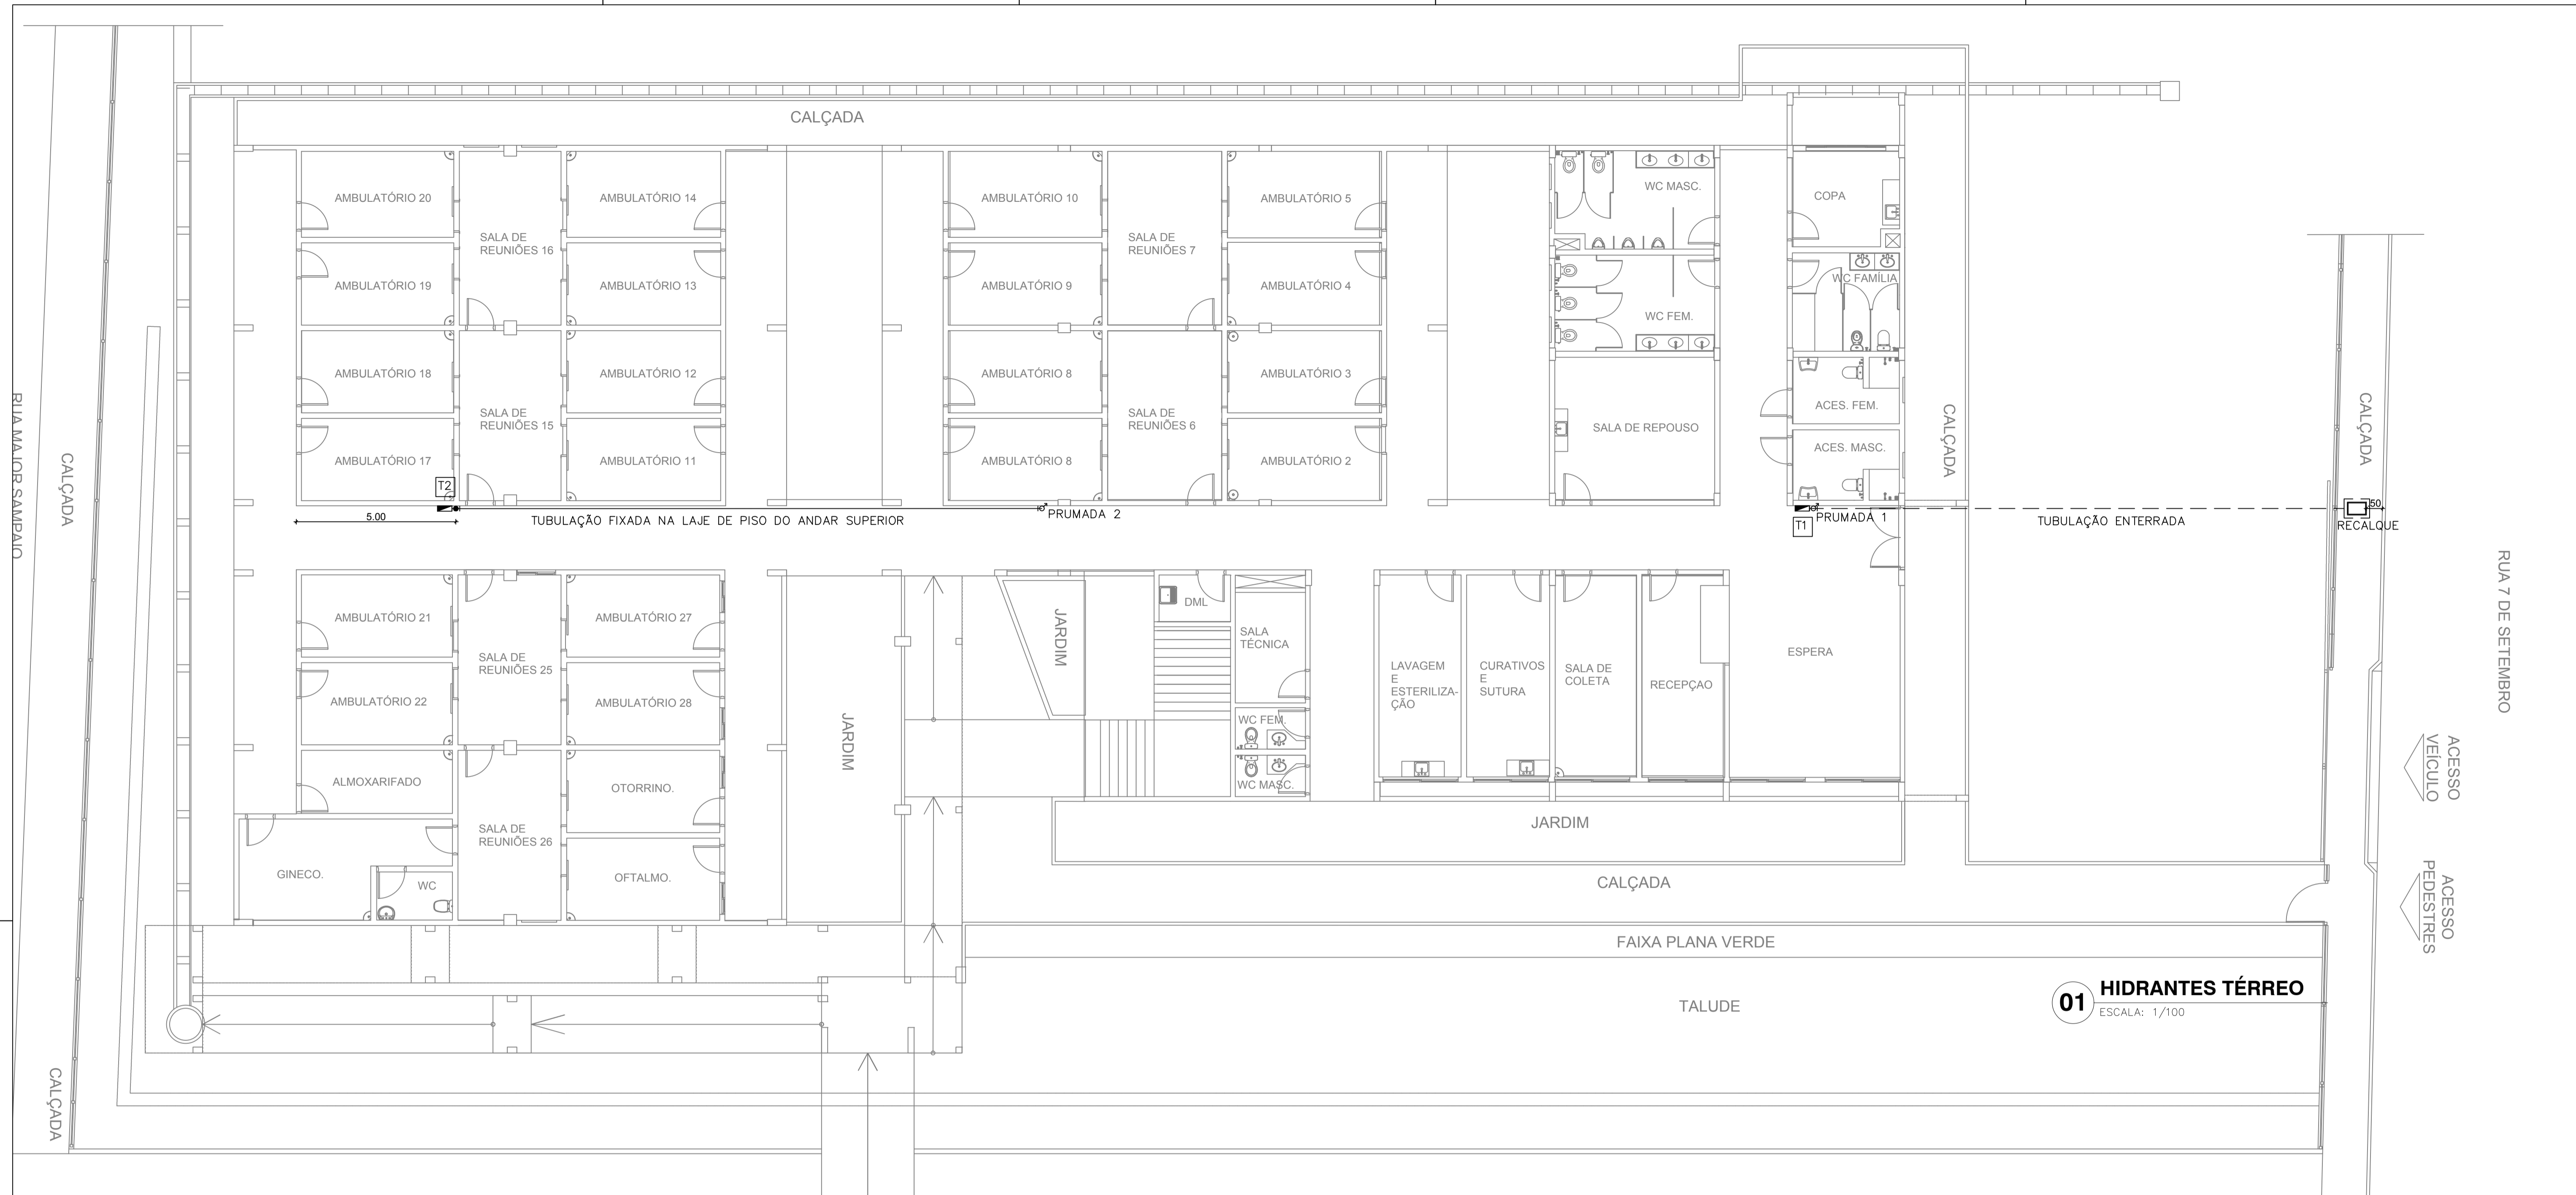 CALÇADA
AMBULATÓRIO 20
AMBULATÓRIO 14
AMBULATÓRIO 10
AMBULATÓRIO 5
WC MASC.
COPA
SALA DE
REUNIÕES 16
SALA DE
REUNIÕES 7
AMBULATÓRIO 19
AMBULATÓRIO 13
AMBULATÓRIO 9
AMBULATÓRIO 4
WC FAMÍLIA
WC FEM.
AMBULATÓRIO 18
AMBULATÓRIO 12
AMBULATÓRIO 8
AMBULATÓRIO 3
SALA DE
REUNIÕES 15
SALA DE
REUNIÕES 6
SALA DE REPOUSO
ACES. FEM.
ACES. MASC.
CALÇADA
CALÇADA
RUA MAJOR SAMPAIO
CALÇADA
AMBULATÓRIO 17
AMBULATÓRIO 11
AMBULATÓRIO 8
AMBULATÓRIO 2
T2
5.00
TUBULAÇÃO FIXADA NA LAJE DE PISO DO ANDAR SUPERIOR
PRUMADA 2
PRUMADA 1
T1
TUBULAÇÃO ENTERRADA
50
RECALQUE
RUA 7 DE SETEMBRO
AMBULATÓRIO 21
AMBULATÓRIO 27
DML
JARDIM
SALA
TÉCNICA
SALA DE
REUNIÕES 25
ESPERA
LAVAGEM
E
ESTERILIZA-
ÇÃO
CURATIVOS
E
SUTURA
SALA DE
COLETA
RECEPÇAO
AMBULATÓRIO 22
AMBULATÓRIO 28
WC FEM.
JARDIM
ACESSO
VEÍCULO
ALMOXARIFADO
OTORRINO.
WC MASC.
SALA DE
REUNIÕES 26
JARDIM
GINECO.
WC
OFTALMO.
CALÇADA
ACESSO
PEDESTRES
FAIXA PLANA VERDE
TALUDE
01
HIDRANTES TÉRREO
ESCALA: 1/100
CALÇADA